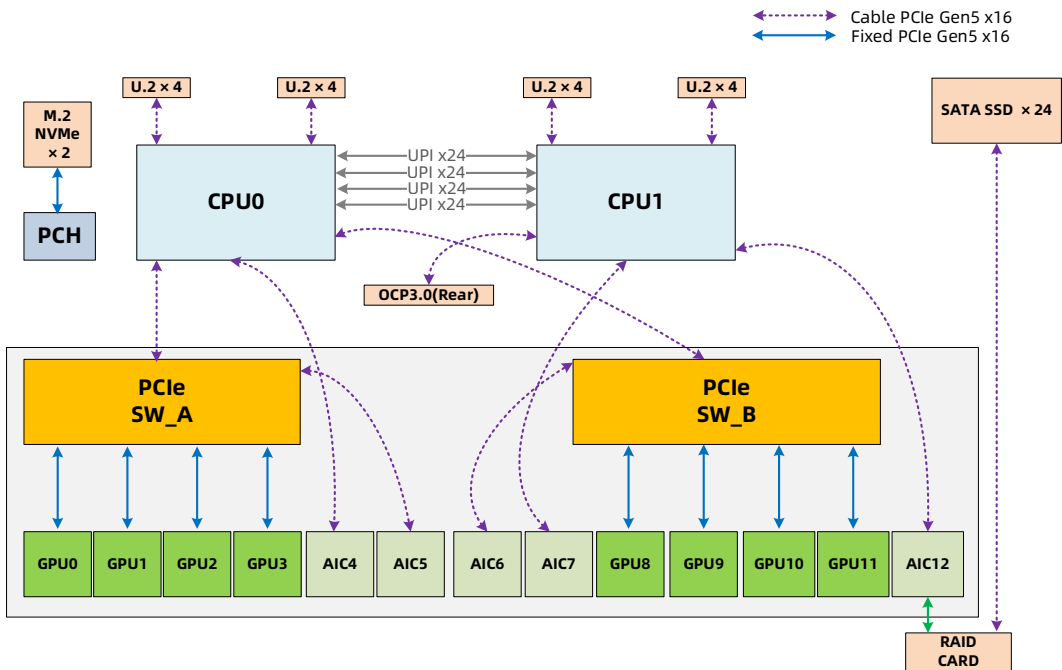 Cable PCIe Gen5 x16
Fixed PCIe Gen5 x16
U.2 × 4
U.2 × 4
U.2 × 4
U.2 × 4
M.2
NVMe
× 2
SATA SSD × 24
PCH
CPU0
UPI x24
UPI x24
UPI x24
UPI x24
CPU1
OCP3.0(Rear)
PCIe
SW_A
PCIe
SW_B
GPU0
GPU1
GPU2
GPU3
AIC4
AIC5
AIC6
AIC7
GPU8
GPU9
GPU10
GPU11
AIC12
RAID
CARD